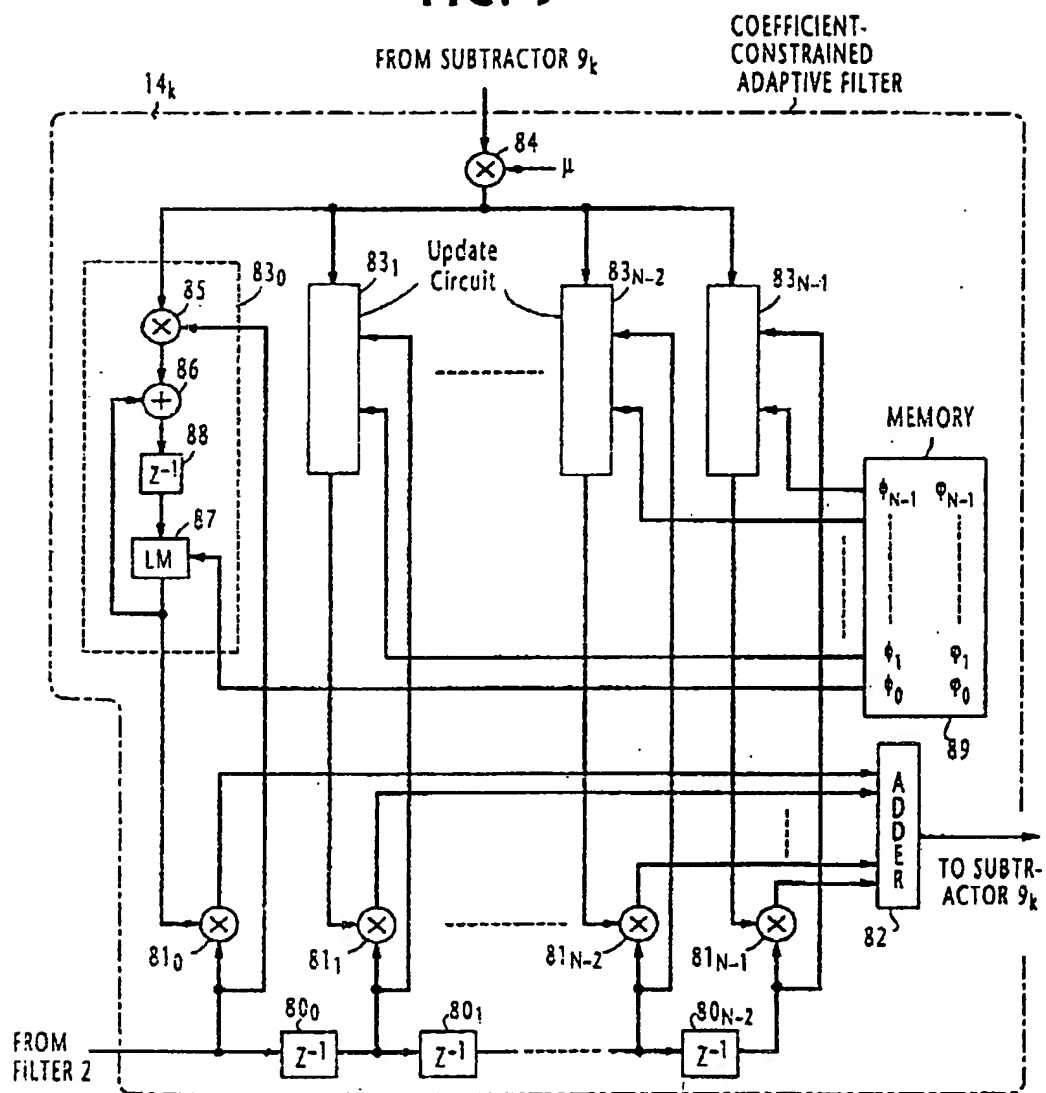 COEFFICIENT-
CONSTRAINED
ADAPTIVE FILTER
FROM SUBTRACTOR 9k
14k
84
μ
830
85
86
88
Z-1
87
LM
831
Update
Circuit
83N-2
83N-1
MEMORY
ϕN-1 φN-1
ϕ1 φ1
ϕ0 φ0
89
ADDER
82
TO SUBTR-
ACTOR 9k
810
811
81N-2
81N-1
800
801
80N-2
Z-1
Z-1
Z-1
FROM
FILTER 2